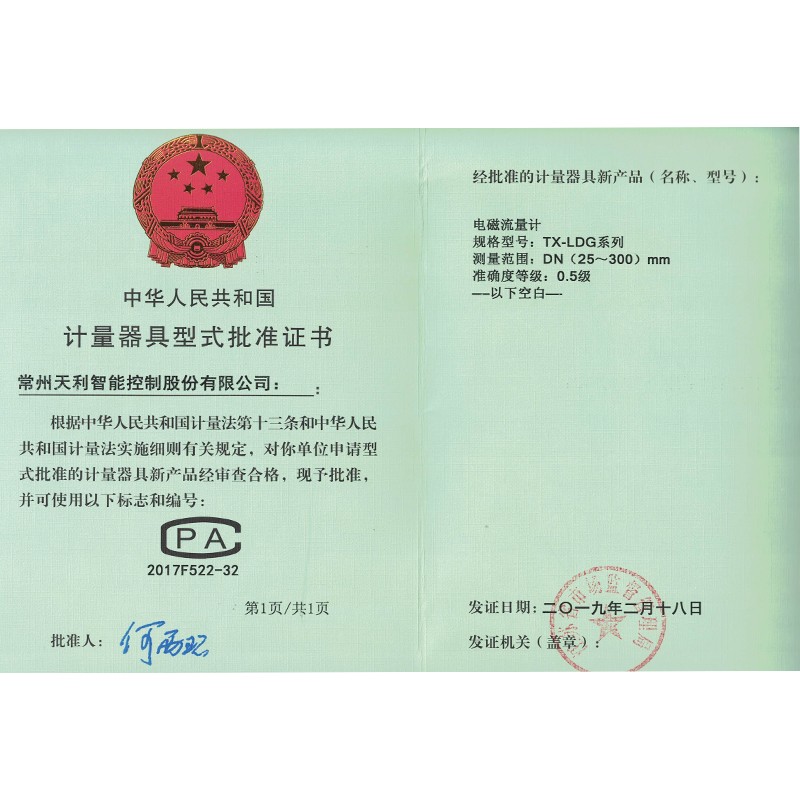 中华人民共和国
计量器具型式批准证书
常州天利智能控制股份有限公司： ：
根据中华人民共和国计量法第十三条和中华人民
共和国计量法实施细则有关规定，对你单位申请型
式批准的计量器具新产品经审查合格，现予批准，
并可使用以下标志和编号：
CPA
2017F522-32
第1页/共1页
批准人：
经批准的计量器具新产品（名称、型号）：
电磁流量计
规格型号：TX-LDG系列
测量范围：DN（25～300）mm
准确度等级：0.5级
——以下空白——
发证日期：二〇一九年二月十八日
发证机关（盖章）：
市场监督管理局